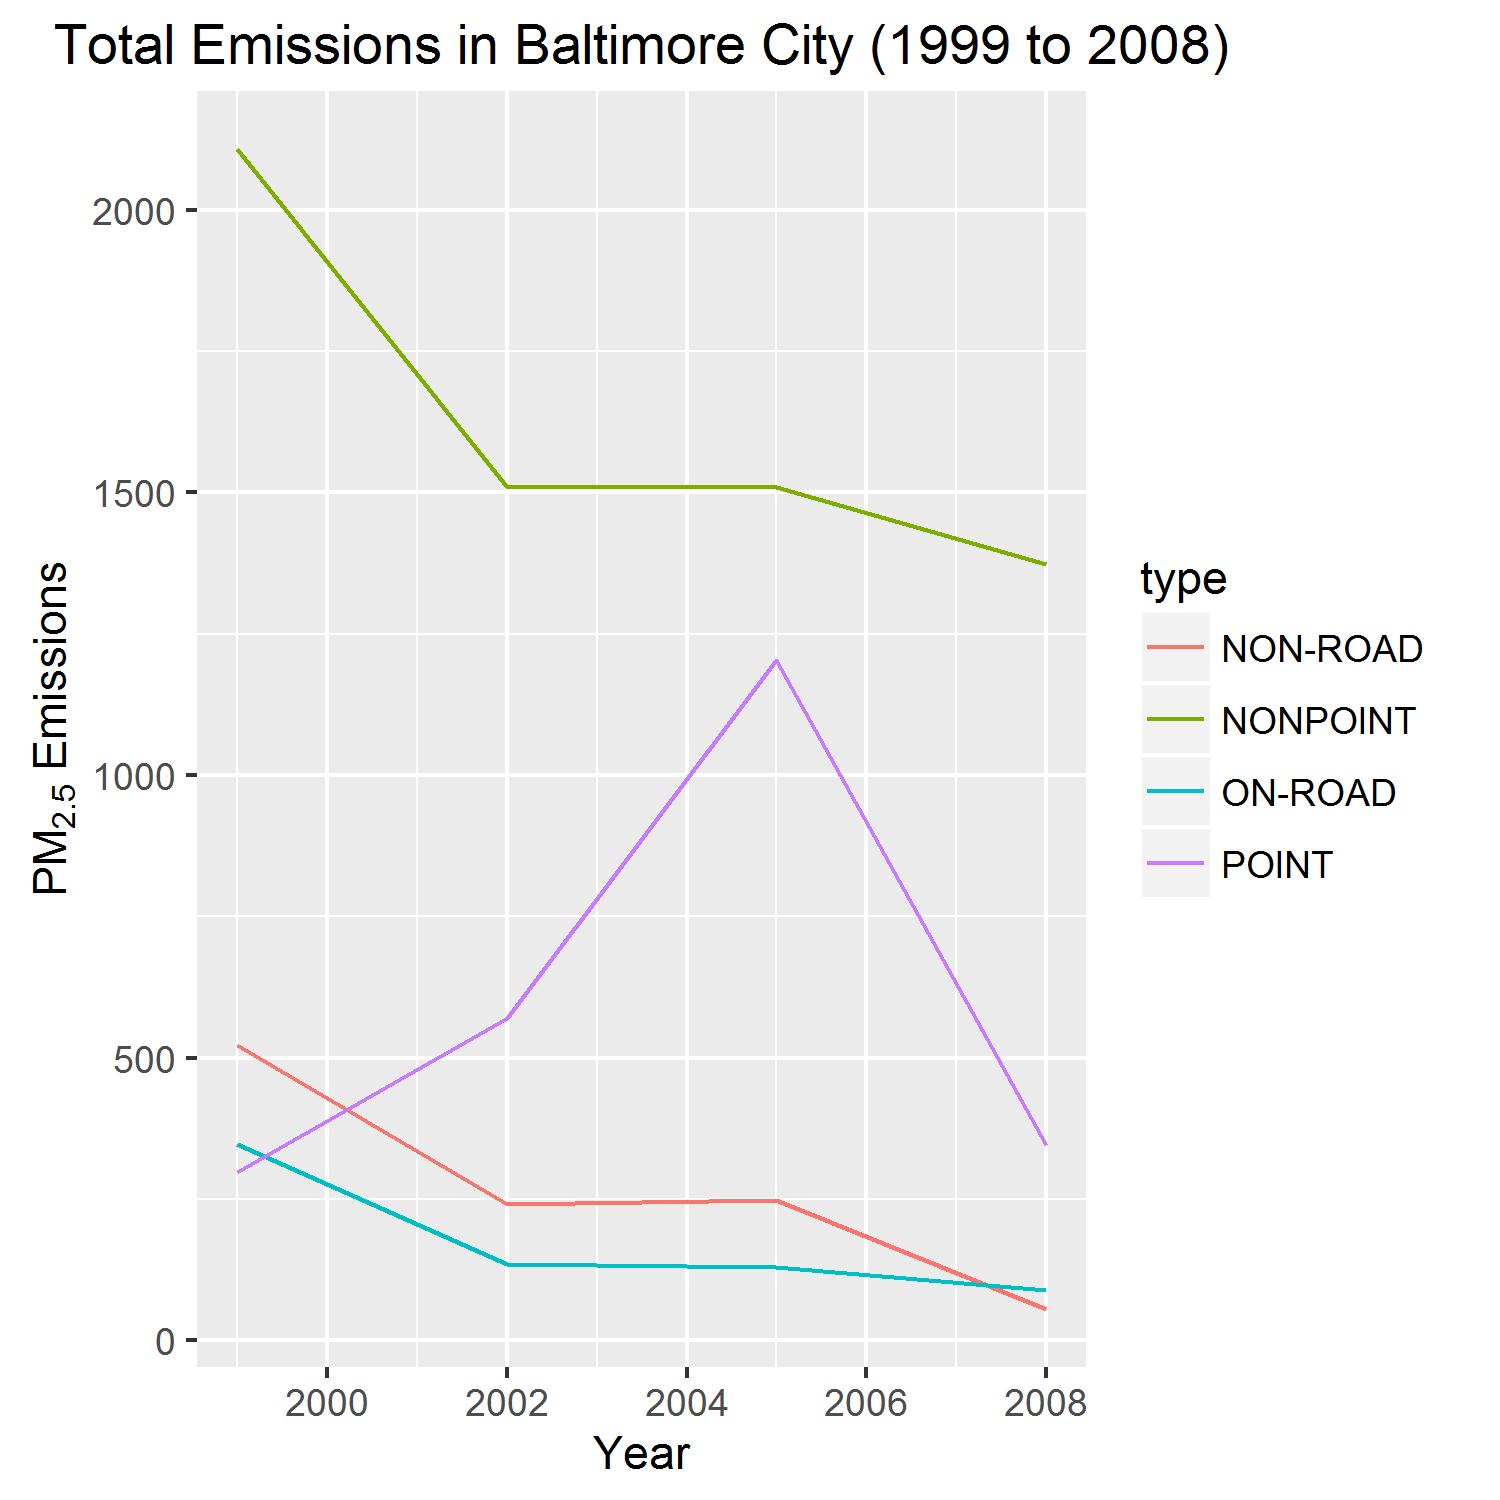 Total Emissions in Baltimore City (1999 to 2008)
PM2.5 Emissions
2000
1500
1000
500
0
2000 2002 2004 2006 2008
Year
type
NON-ROAD
NONPOINT
ON-ROAD
POINT